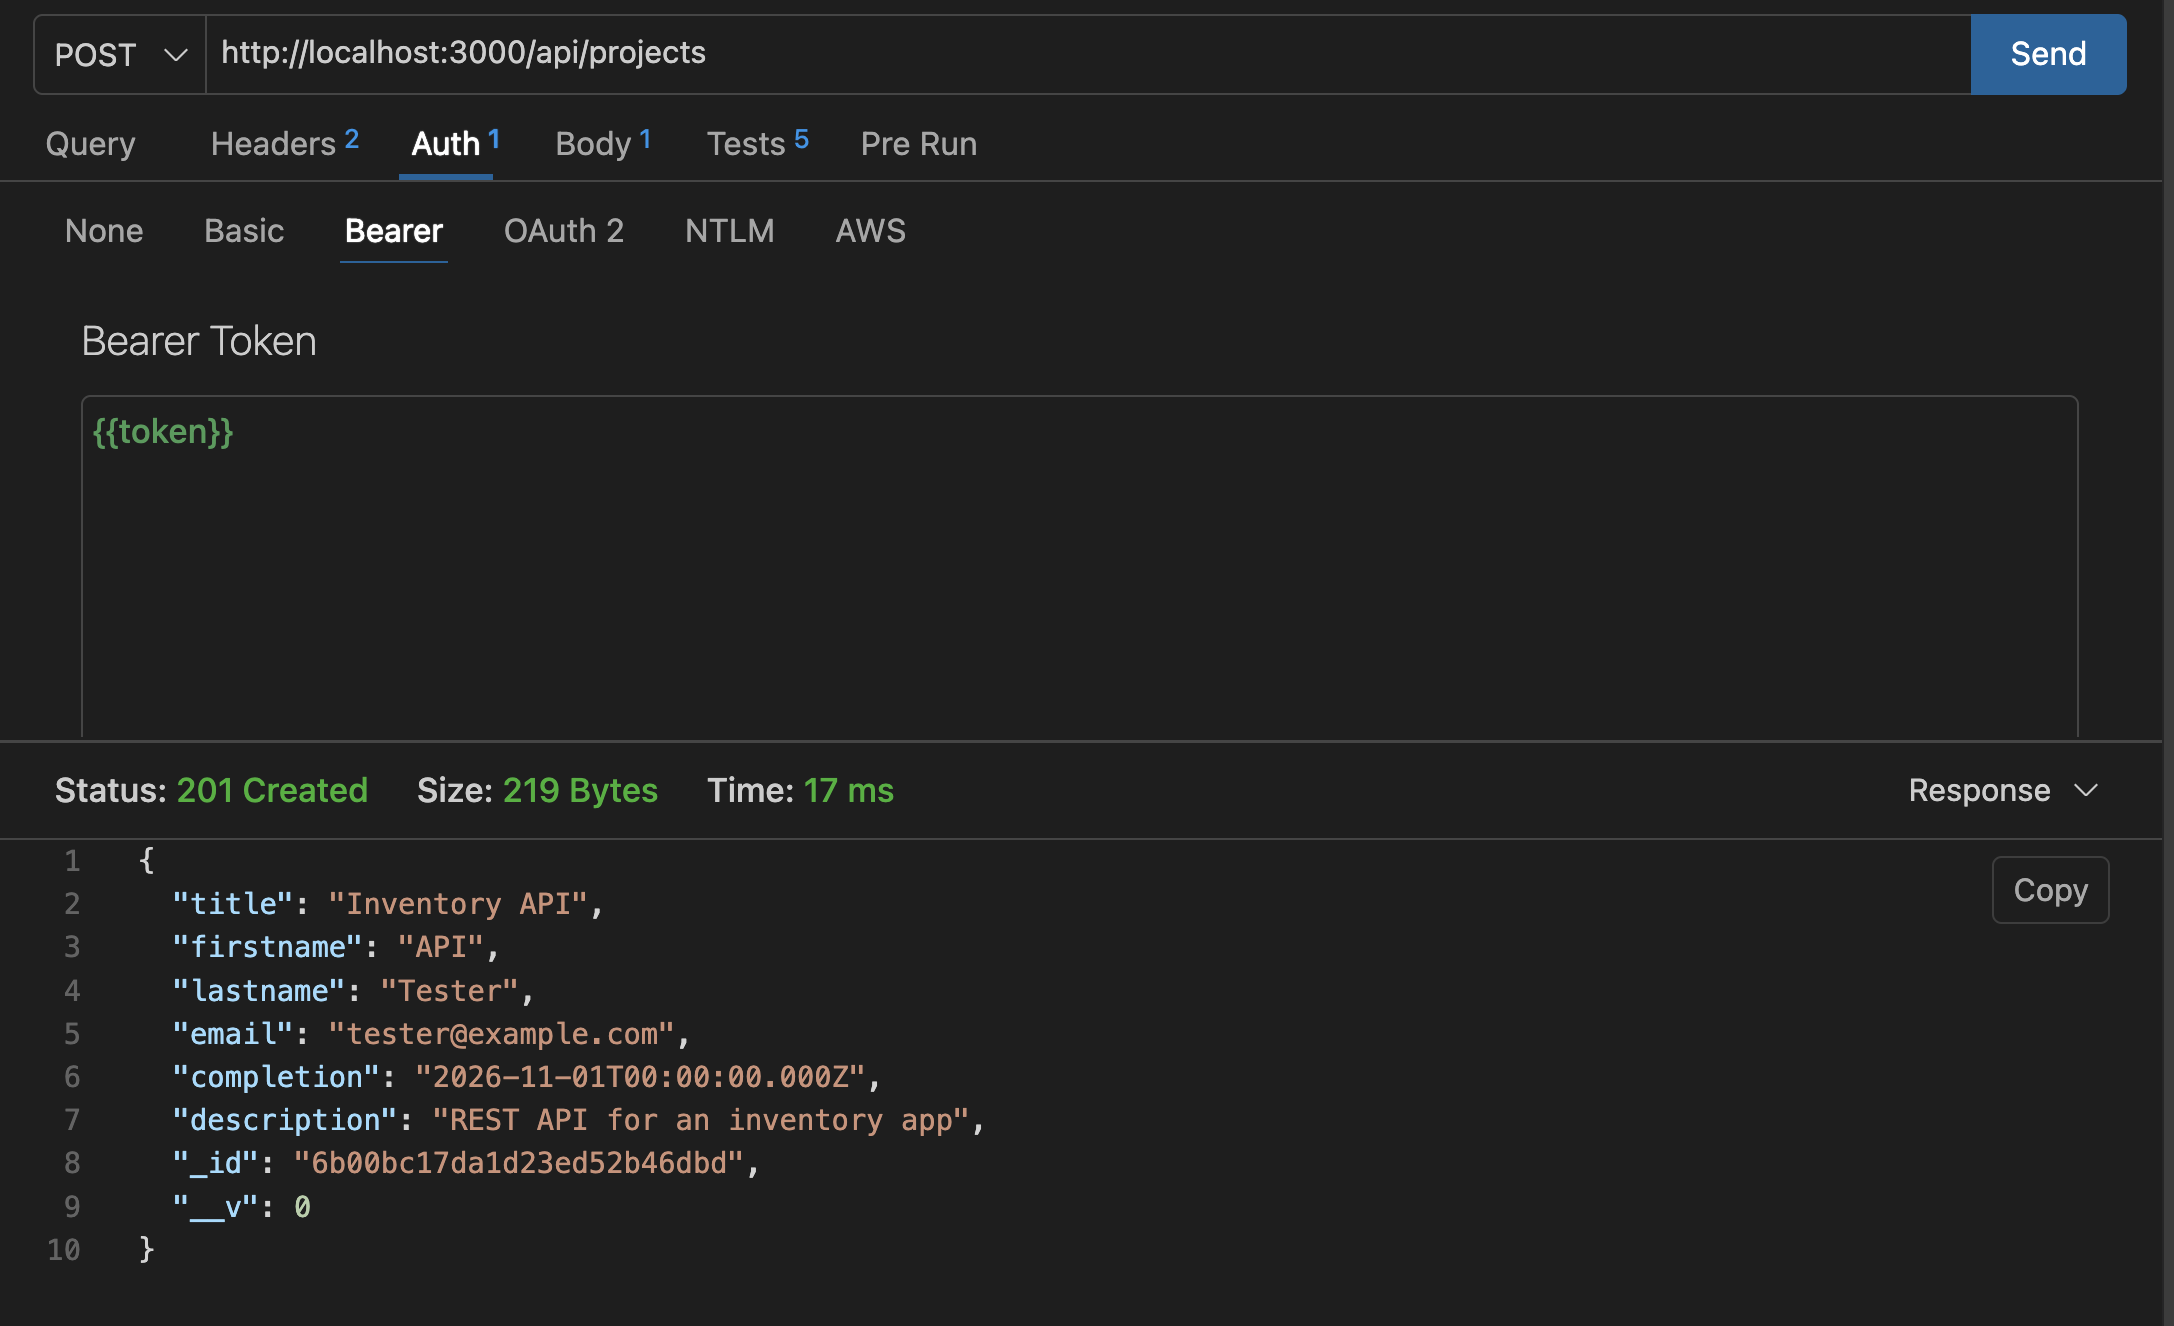 POST http://localhost:3000/api/projects Send
Query Headers 2 Auth 1 Body 1 Tests 5 Pre Run
None Basic Bearer OAuth 2 NTLM AWS
Bearer Token
{{token}}
Status: 201 Created Size: 219 Bytes Time: 17 ms Response
1 {
Copy
2 "title": "Inventory API",
3 "firstname": "API",
4 "lastname": "Tester",
5 "email": "tester@example.com",
6 "completion": "2026-11-01T00:00:00.000Z",
7 "description": "REST API for an inventory app",
8 "_id": "6b00bc17da1d23ed52b46dbd",
9 "__v": 0
10 }